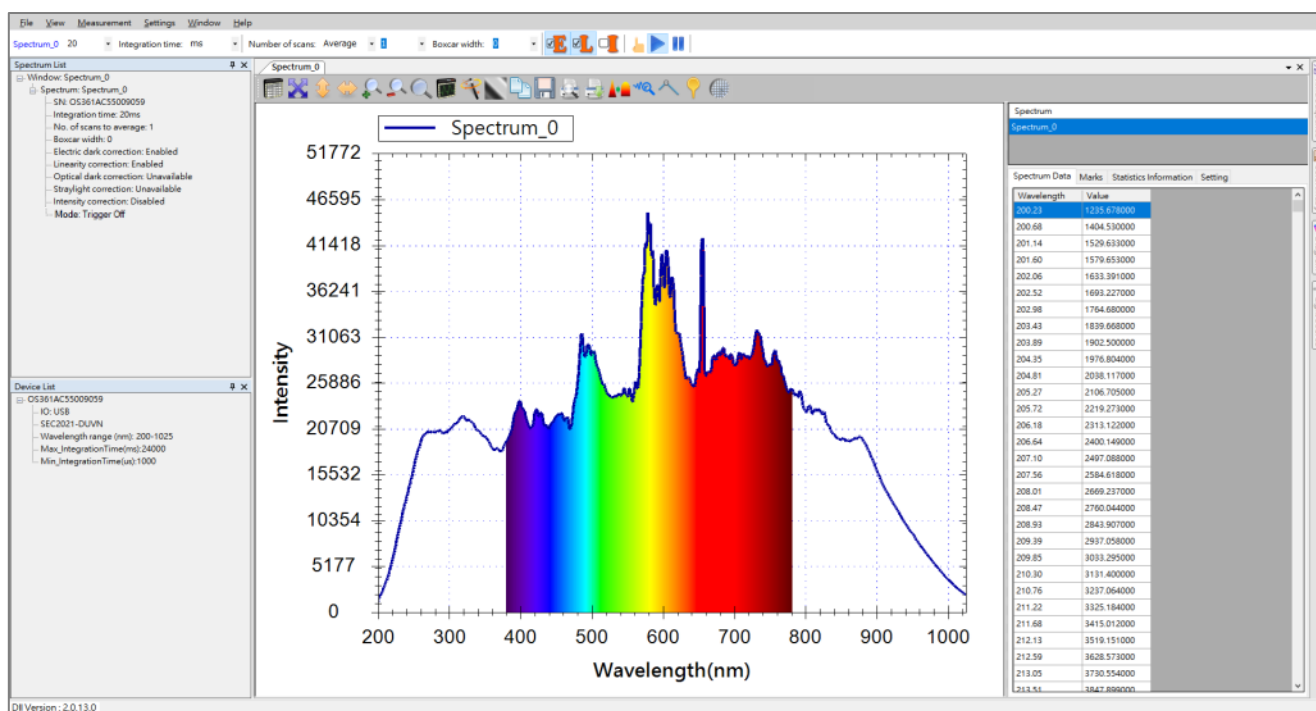 File View Measurement Settings Window Help
Spectrum_0 20 Integration time: ms Number of scans: Average 1 Boxcar width: 0
Spectrum List
Window: Spectrum_0
Spectrum: Spectrum_0
SN: OS361AC55009059
Integration time: 20ms
No. of scans to average: 1
Boxcar width: 0
Electric dark correction: Enabled
Linearity correction: Enabled
Optical dark correction: Unavailable
Straylight correction: Unavailable
Intensity correction: Disabled
Mode: Trigger Off
Device List
OS361AC55009059
IO: USB
SEC2021-DUVN
Wavelength range (nm): 200-1025
Max_IntegrationTime(ms):24000
Min_IntegrationTime(us):1000
Spectrum_0
Spectrum_0
51772
46595
41418
36241
31063
25886
20709
15532
10354
5177
0
Intensity
200 300 400 500 600 700 800 900 1000
Wavelength(nm)
Spectrum
Spectrum_0
Spectrum Data Marks Statistics Information Setting
Wavelength Value
200.23 1235.678000
200.68 1404.530000
201.14 1529.633000
201.60 1579.653000
202.06 1633.391000
202.52 1693.227000
202.98 1764.680000
203.43 1839.668000
203.89 1902.500000
204.35 1976.804000
204.81 2038.117000
205.27 2106.705000
205.72 2219.273000
206.18 2313.122000
206.64 2400.149000
207.10 2497.088000
207.56 2584.618000
208.01 2669.237000
208.47 2760.044000
208.93 2843.907000
209.39 2937.058000
209.85 3033.295000
210.30 3131.400000
210.76 3237.064000
211.22 3325.184000
211.68 3415.012000
212.13 3519.151000
212.59 3628.573000
213.05 3730.554000
213.51 3847.899000
Dll Version : 2.0.13.0